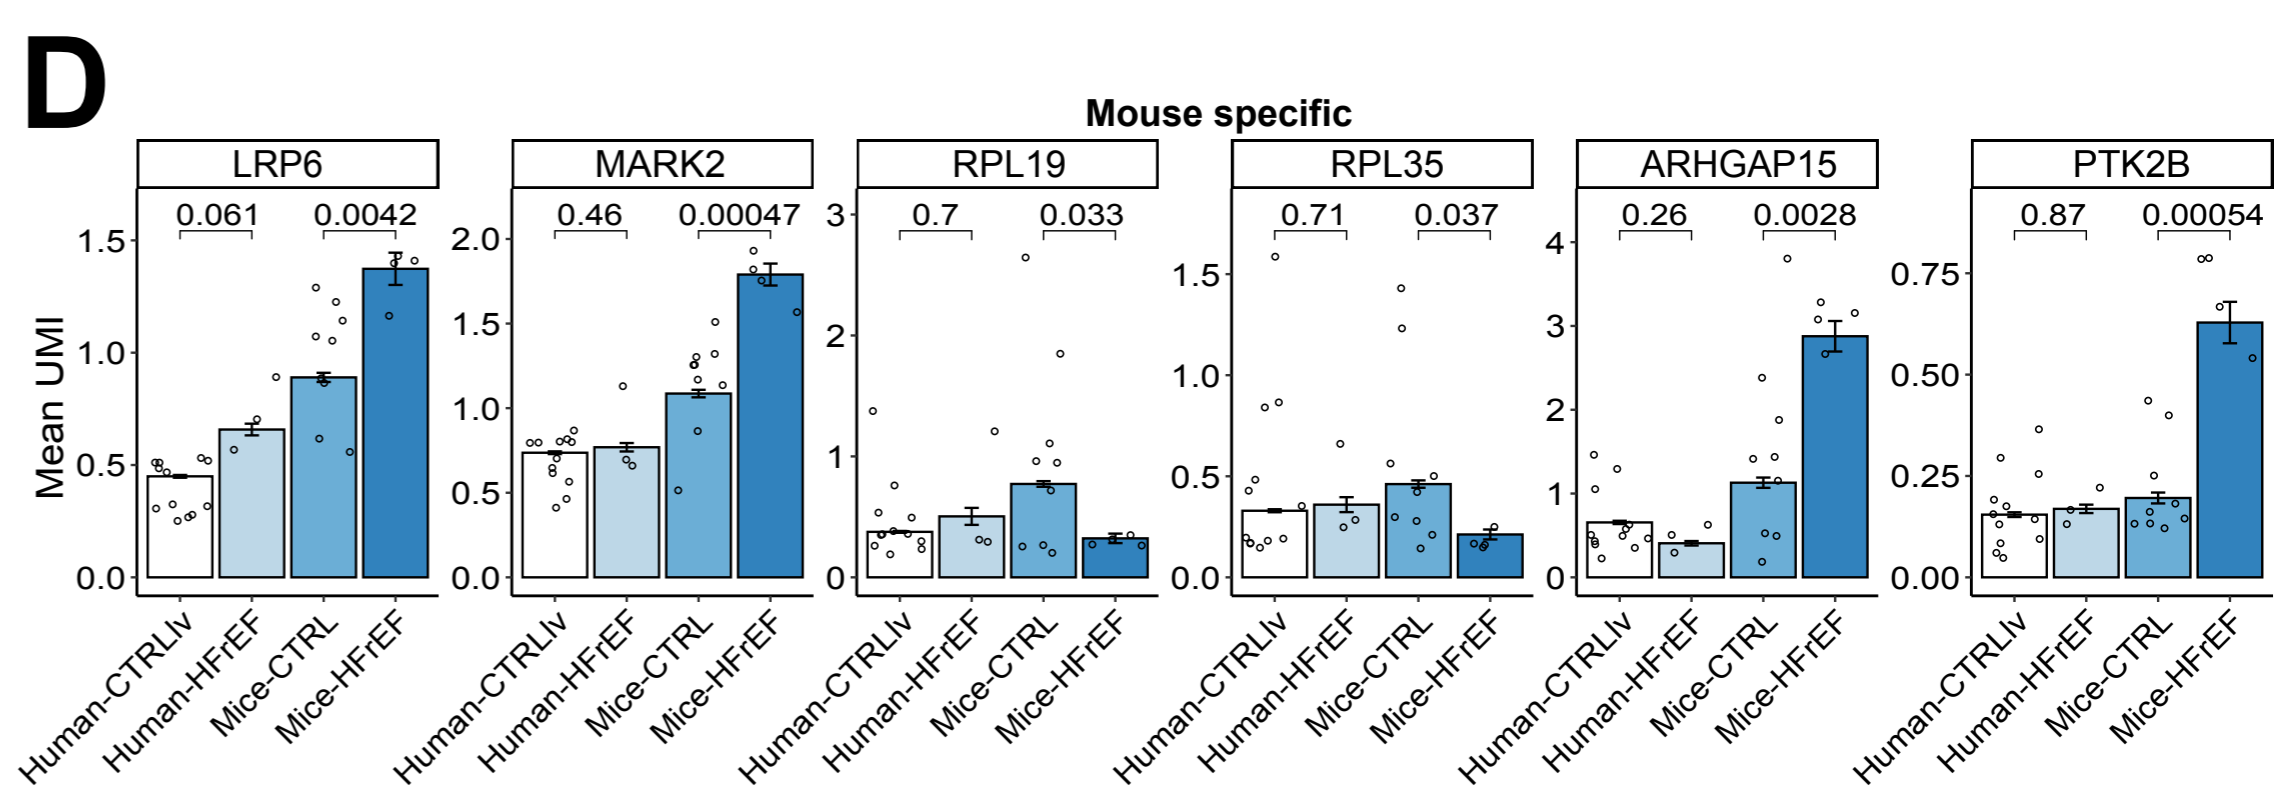 D
Mouse specific
LRP6 MARK2 RPL19 RPL35 ARHGAP15 PTK2B
0.061 0.0042 0.46 0.00047 0.7 0.033 0.71 0.037 0.26 0.0028 0.87 0.00054
Mean UMI
1.5
1.0
0.5
0.0
2.0
1.5
1.0
0.5
0.0
3
2
1
0
1.5
1.0
0.5
0.0
4
3
2
1
0
0.75
0.50
0.25
0.00
Human-CTRLlv
Human-HFrEF
Mice-CTRL
Mice-HFrEF
Human-CTRLlv
Human-HFrEF
Mice-CTRL
Mice-HFrEF
Human-CTRLlv
Human-HFrEF
Mice-CTRL
Mice-HFrEF
Human-CTRLlv
Human-HFrEF
Mice-CTRL
Mice-HFrEF
Human-CTRLlv
Human-HFrEF
Mice-CTRL
Mice-HFrEF
Human-CTRLlv
Human-HFrEF
Mice-CTRL
Mice-HFrEF